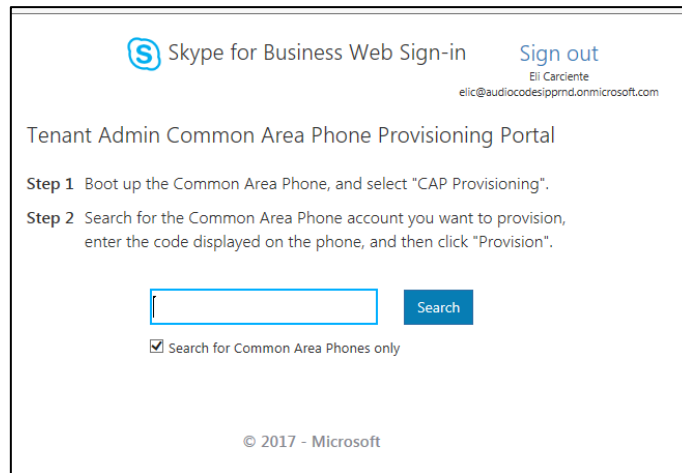 Skype for Business Web Sign-in
Sign out
Eli Carciente
elic@audiocodesipprnd.onmicrosoft.com
Tenant Admin Common Area Phone Provisioning Portal
Step 1 Boot up the Common Area Phone, and select "CAP Provisioning".
Step 2 Search for the Common Area Phone account you want to provision,
enter the code displayed on the phone, and then click "Provision".
Search
Search for Common Area Phones only
© 2017 - Microsoft